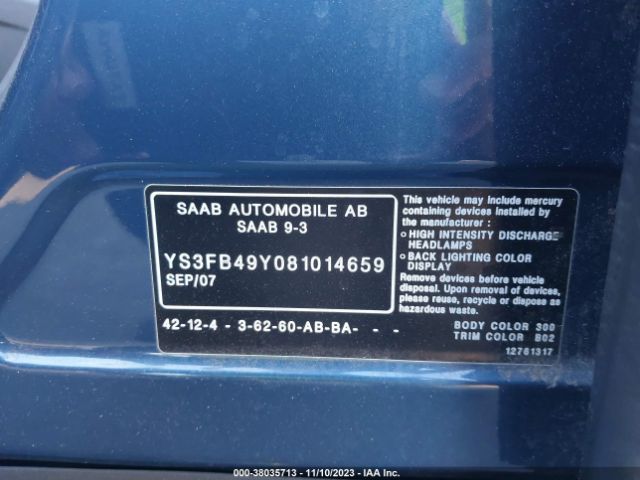 SAAB AUTOMOBILE AB
SAAB 9-3
YS3FB49Y081014659
SEP/07
42-12-4 - 3-62-60-AB-BA- - -
This vehicle may include mercury
containing devices installed by
the manufacturer :
○HIGH INTENSITY DISCHARGE
HEADLAMPS
○BACK LIGHTING COLOR
DISPLAY
Remove devices before vehicle
disposal. Upon removal of devices,
please reuse, recycle or dispose as
hazardous waste.
BODY COLOR 300
TRIM COLOR B02
12761317
000-38035713 - 11/10/2023 - IAA Inc.